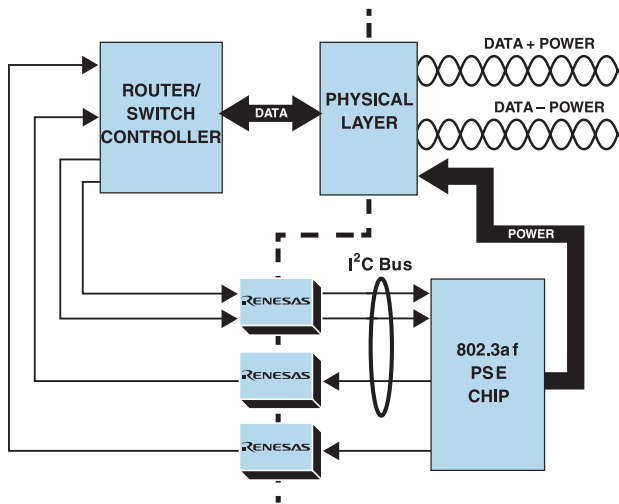 ROUTER/
SWITCH
CONTROLLER
DATA
PHYSICAL
LAYER
DATA + POWER
DATA – POWER
POWER
I²C Bus
RENESAS
RENESAS
RENESAS
802.3af
PSE
CHIP